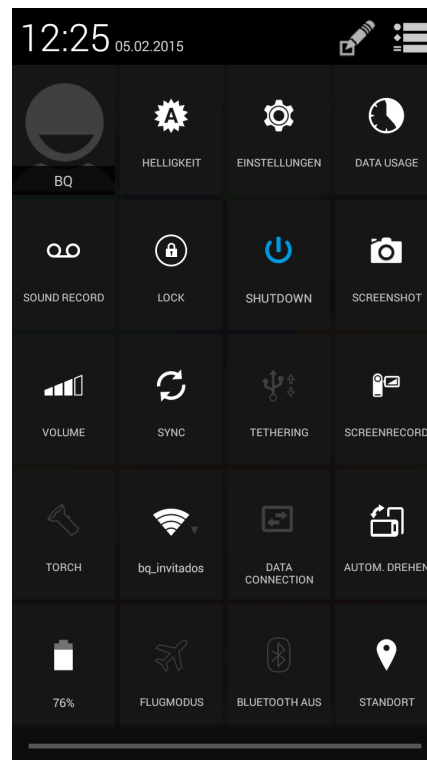 12:25 05.02.2015
BQ
HELLIGKEIT
EINSTELLUNGEN
DATA USAGE
SOUND RECORD
LOCK
SHUTDOWN
SCREENSHOT
VOLUME
SYNC
TETHERING
SCREENRECORD
TORCH
bq_invitados
DATA
CONNECTION
AUTOM. DREHEN
76%
FLUGMODUS
BLUETOOTH AUS
STANDORT